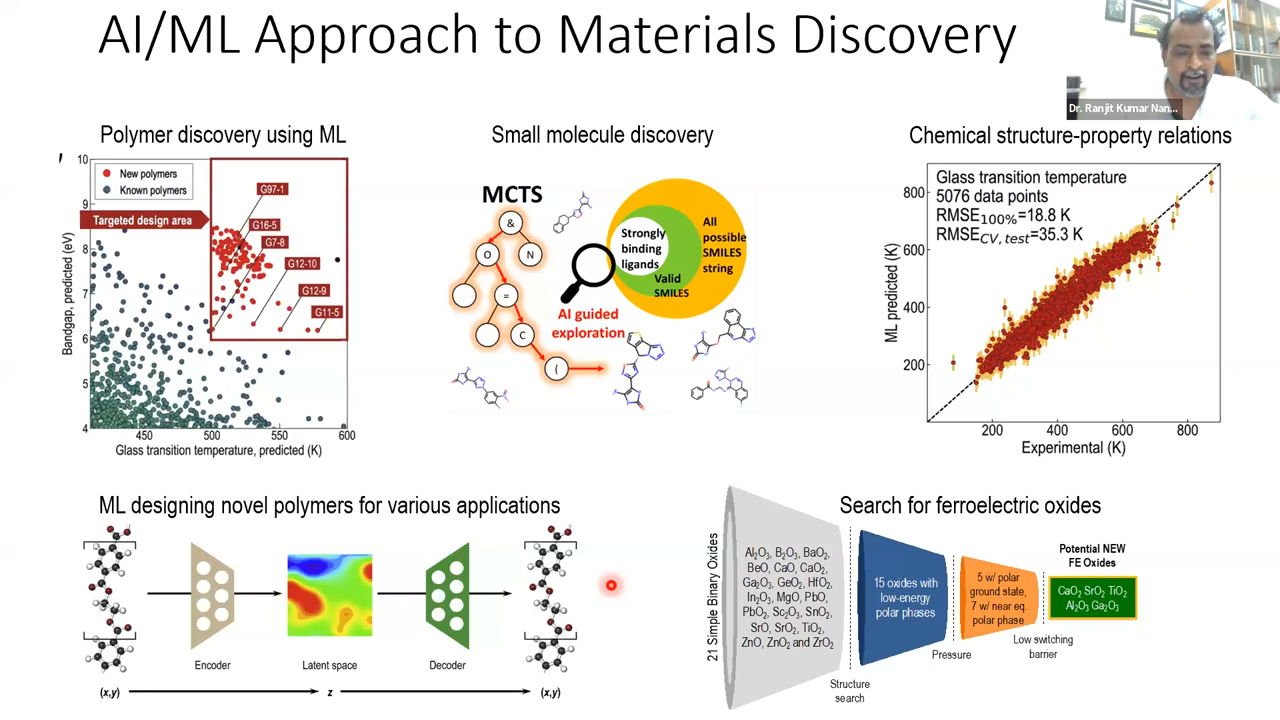 AI/ML Approach to Materials Discovery
Dr. Ranjit Kumar Nan...
Polymer discovery using ML
10
9
8
7
6
5
4
Bandgap, predicted (eV)
New polymers
Known polymers
Targeted design area
G97-1
G16-5
G7-8
G12-10
G12-9
G11-5
450
500
550
600
Glass transition temperature, predicted (K)
Small molecule discovery
MCTS
&
O
N
=
C
(
AI guided
exploration
Strongly
binding
ligands
Valid
SMILES
All
possible
SMILES
string
Chemical structure-property relations
Glass transition temperature
5076 data points
RMSE100%=18.8 K
RMSECV, test=35.3 K
800
600
400
200
ML predicted (K)
200
400
600
800
Experimental (K)
ML designing novel polymers for various applications
Encoder
Latent space
Decoder
(x,y)
z
(x,y)
Search for ferroelectric oxides
21 Simple Binary Oxides
Al₂O₃, B₂O₃, BaO₂,
BeO, CaO, CaO₂,
Ga₂O₃, GeO₂, HfO₂,
In₂O₃, MgO, PbO,
PbO₂, Sc₂O₃, SnO₂,
SrO, SrO₂, TiO₂,
ZnO, ZnO₂ and ZrO₂
Structure
search
15 oxides with
low-energy
polar phases
Pressure
5 w/ polar
ground state,
7 w/ near eq.
polar phase
Low switching
barrier
Potential NEW
FE Oxides
CaO₂ SrO₂ TiO₂
Al₂O₃ Ga₂O₃